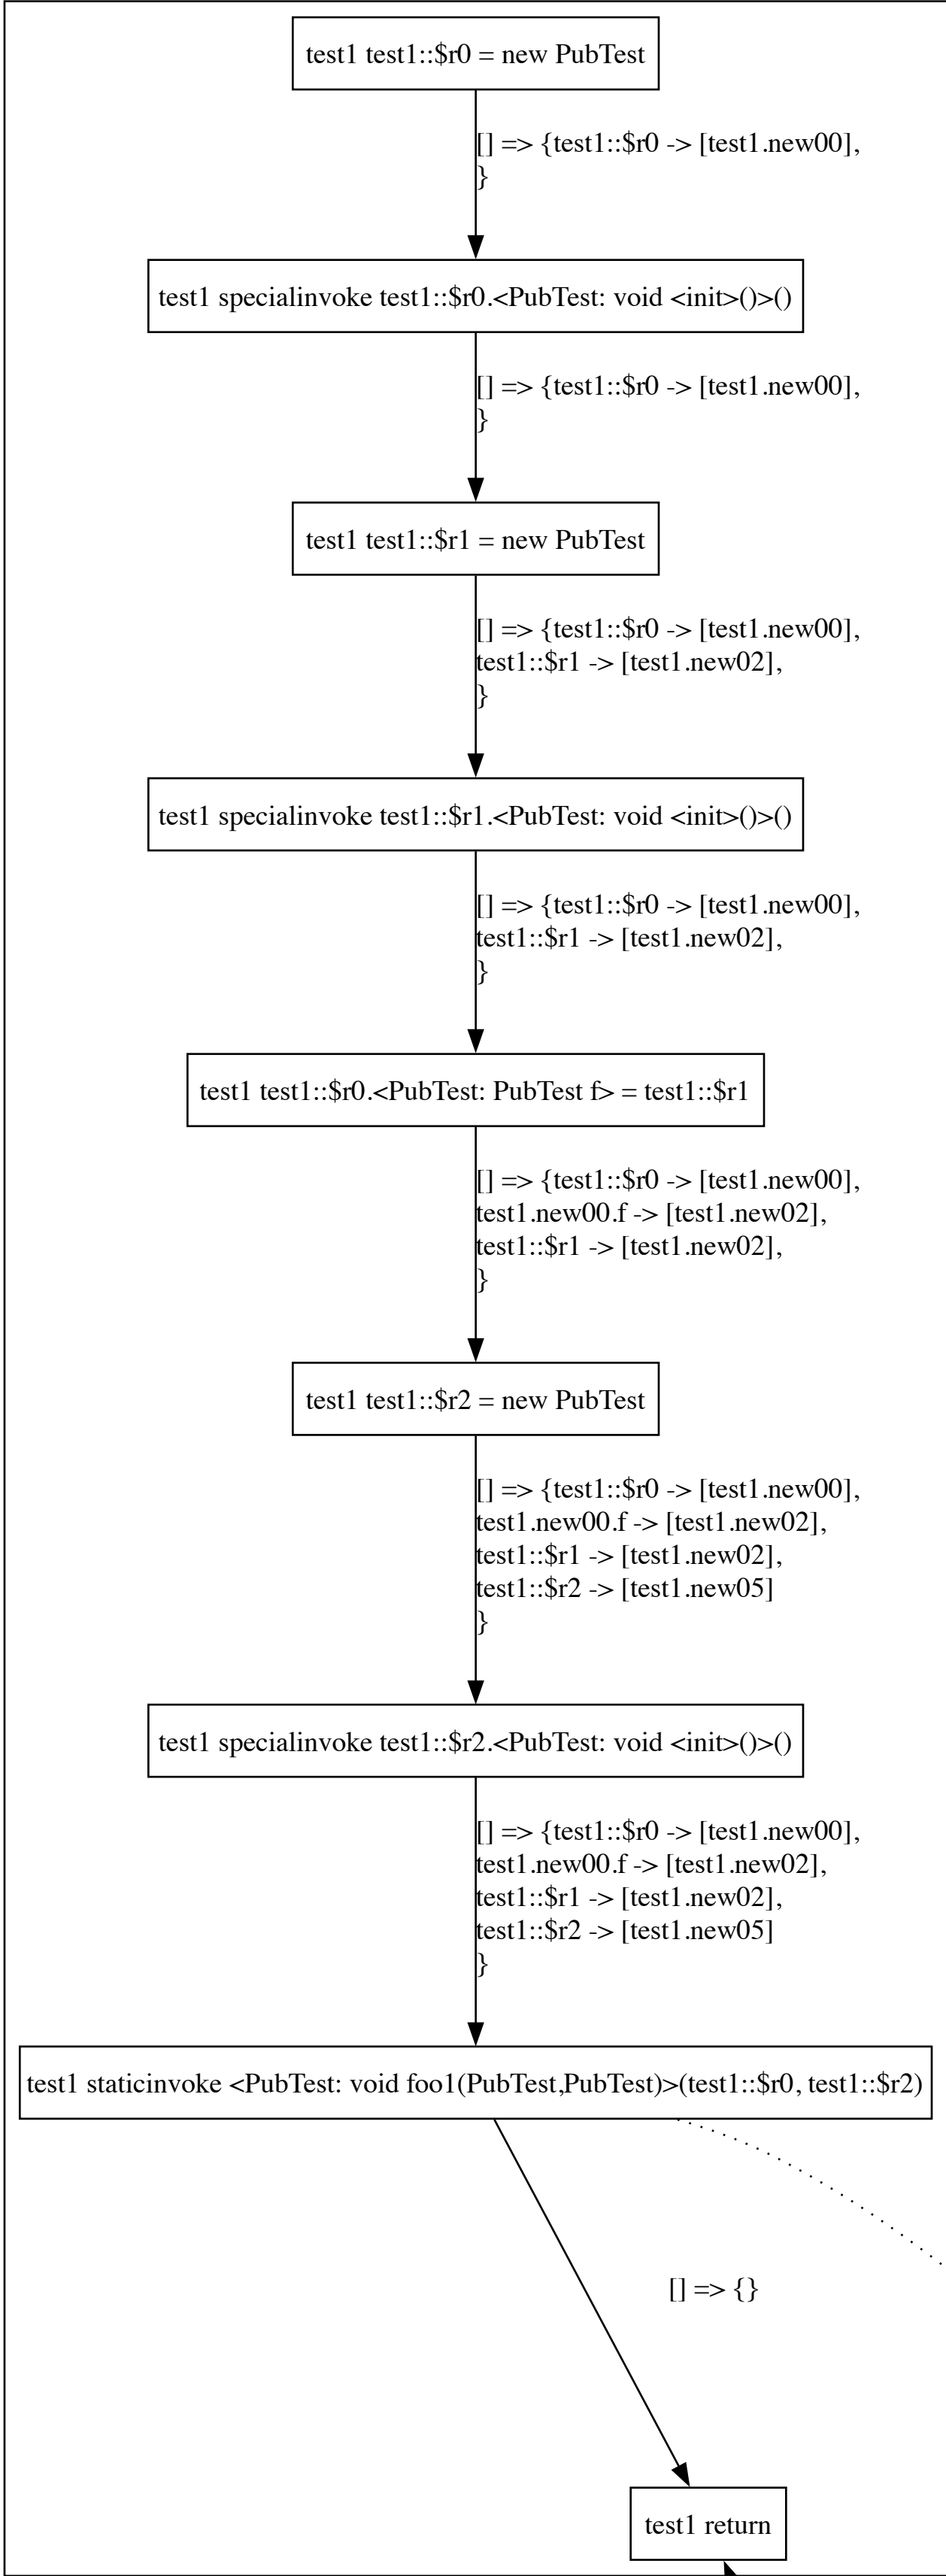 test1 test1::$r0 = new PubTest
[] => {test1::$r0 -> [test1.new00],
}
test1 specialinvoke test1::$r0.<PubTest: void <init>()>()
[] => {test1::$r0 -> [test1.new00],
}
test1 test1::$r1 = new PubTest
[] => {test1::$r0 -> [test1.new00],
test1::$r1 -> [test1.new02],
}
test1 specialinvoke test1::$r1.<PubTest: void <init>()>()
[] => {test1::$r0 -> [test1.new00],
test1::$r1 -> [test1.new02],
}
test1 test1::$r0.<PubTest: PubTest f> = test1::$r1
[] => {test1::$r0 -> [test1.new00],
test1.new00.f -> [test1.new02],
test1::$r1 -> [test1.new02],
}
test1 test1::$r2 = new PubTest
[] => {test1::$r0 -> [test1.new00],
test1.new00.f -> [test1.new02],
test1::$r1 -> [test1.new02],
test1::$r2 -> [test1.new05]
}
test1 specialinvoke test1::$r2.<PubTest: void <init>()>()
[] => {test1::$r0 -> [test1.new00],
test1.new00.f -> [test1.new02],
test1::$r1 -> [test1.new02],
test1::$r2 -> [test1.new05]
}
test1 staticinvoke <PubTest: void foo1(PubTest,PubTest)>(test1::$r0, test1::$r2)
[] => {}
test1 return